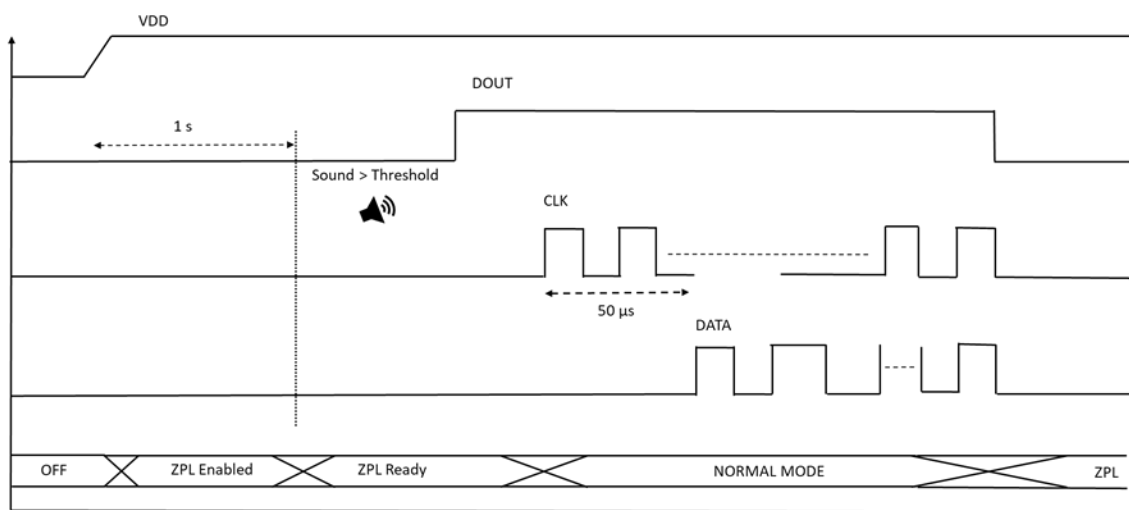 VDD
DOUT
1 s
Sound > Threshold
CLK
50 µs
DATA
OFF
ZPL Enabled
ZPL Ready
NORMAL MODE
ZPL